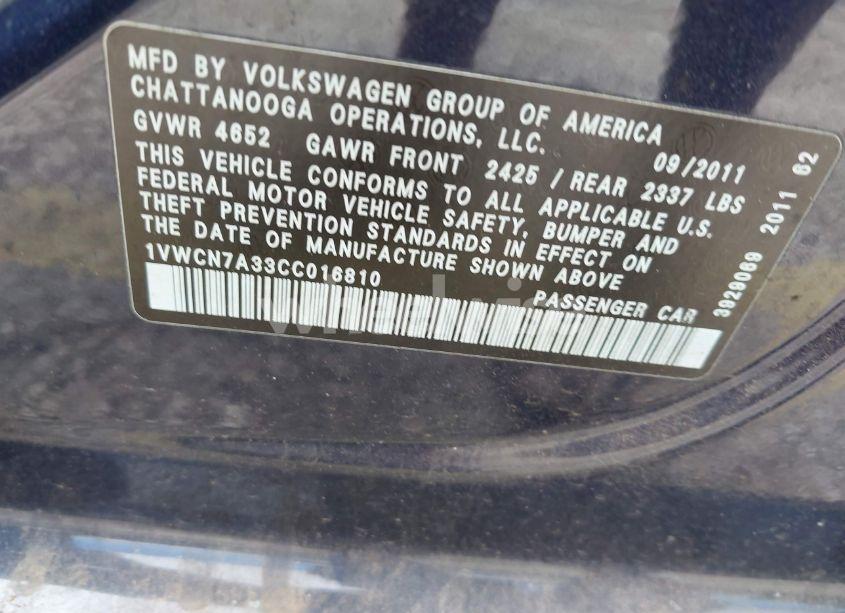 MFD BY VOLKSWAGEN GROUP OF AMERICA
CHATTANOOGA OPERATIONS, LLC. 09/2011
GVWR 4652 GAWR FRONT 2425 / REAR 2337 LBS
THIS VEHICLE CONFORMS TO ALL APPLICABLE U.S.
FEDERAL MOTOR VEHICLE SAFETY, BUMPER AND
THEFT PREVENTION STANDARDS IN EFFECT ON
THE DATE OF MANUFACTURE SHOWN ABOVE
1VWCN7A33CC016810
PASSENGER CAR
3929069 2011 62